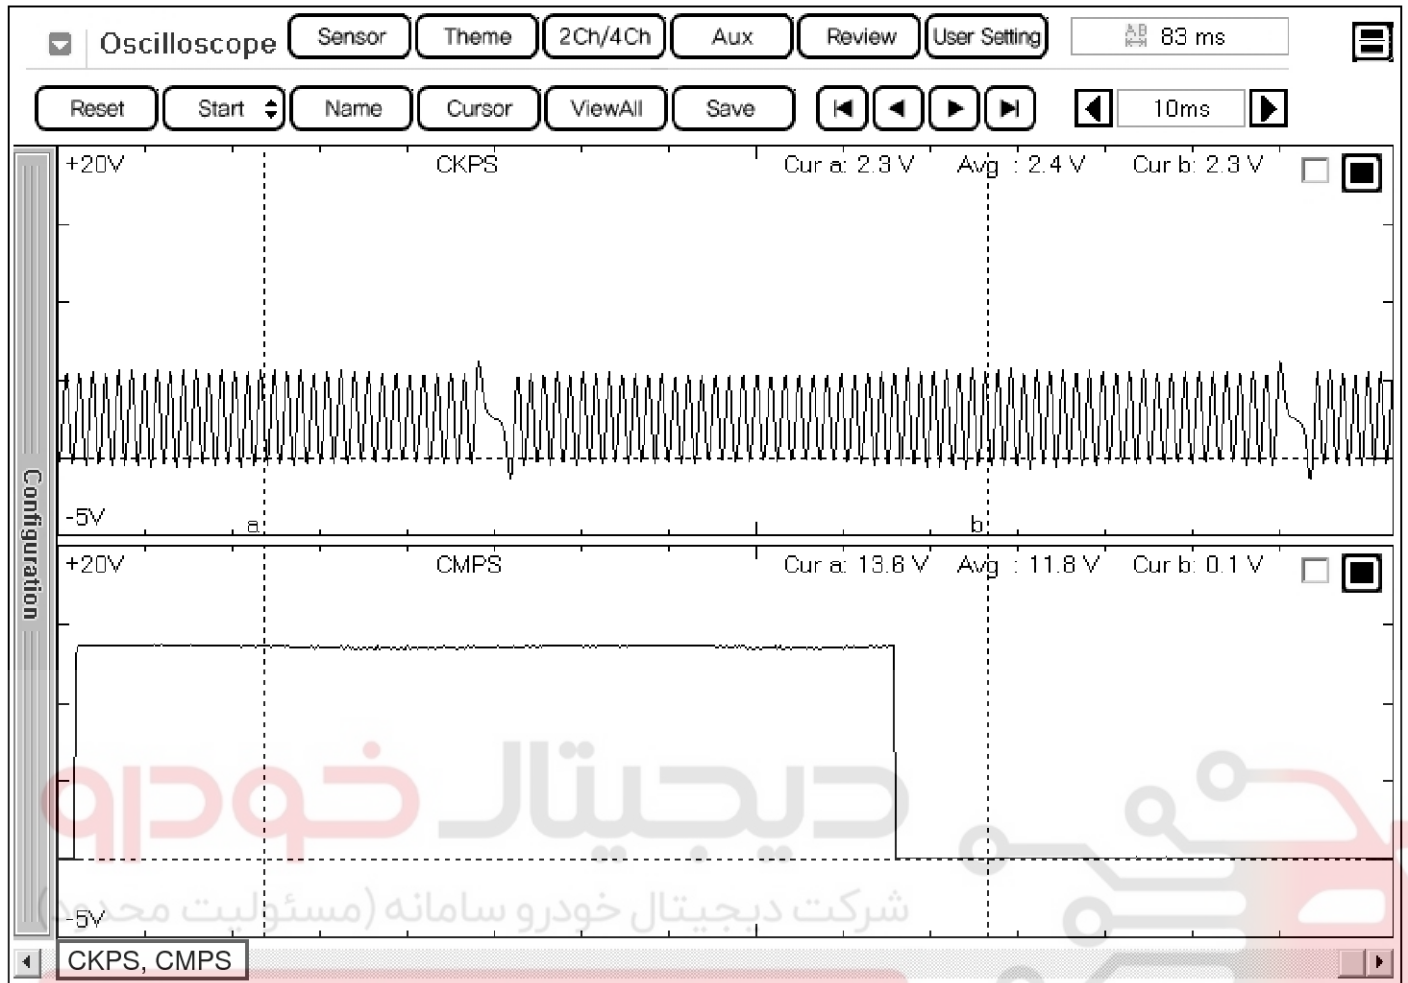 Oscilloscope Sensor Theme 2Ch/4Ch Aux Review User Setting AB 83 ms
Reset Start Name Cursor ViewAll Save 10ms
Configuration
+20V CKPS Cur a: 2.3 V Avg : 2.4 V Cur b: 2.3 V
-5V a b
+20V CMPS Cur a: 13.6 V Avg : 11.8 V Cur b: 0.1 V
دیجیتال خودرو
شرکت دیجیتال خودرو سامانه (مسئولیت محدود)
-5V
CKPS, CMPS